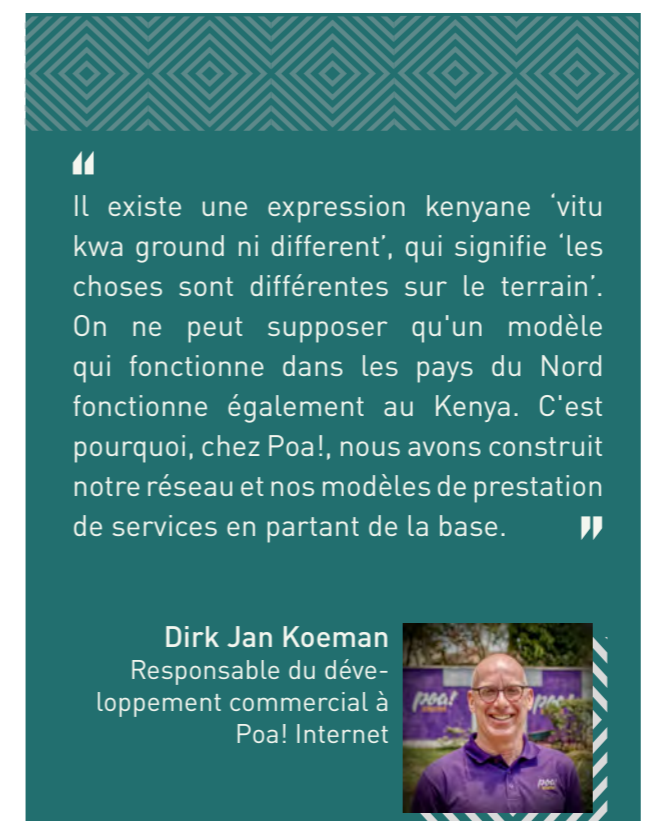 “
Il existe une expression kenyane ‘vitu
kwa ground ni different’, qui signifie ‘les
choses sont différentes sur le terrain’.
On ne peut supposer qu'un modèle
qui fonctionne dans les pays du Nord
fonctionne également au Kenya. C'est
pourquoi, chez Poa!, nous avons construit
notre réseau et nos modèles de prestation
de services en partant de la base. ”
Dirk Jan Koeman
Responsable du déve-
loppement commercial à
Poa! Internet
poa!
poa!
poa!